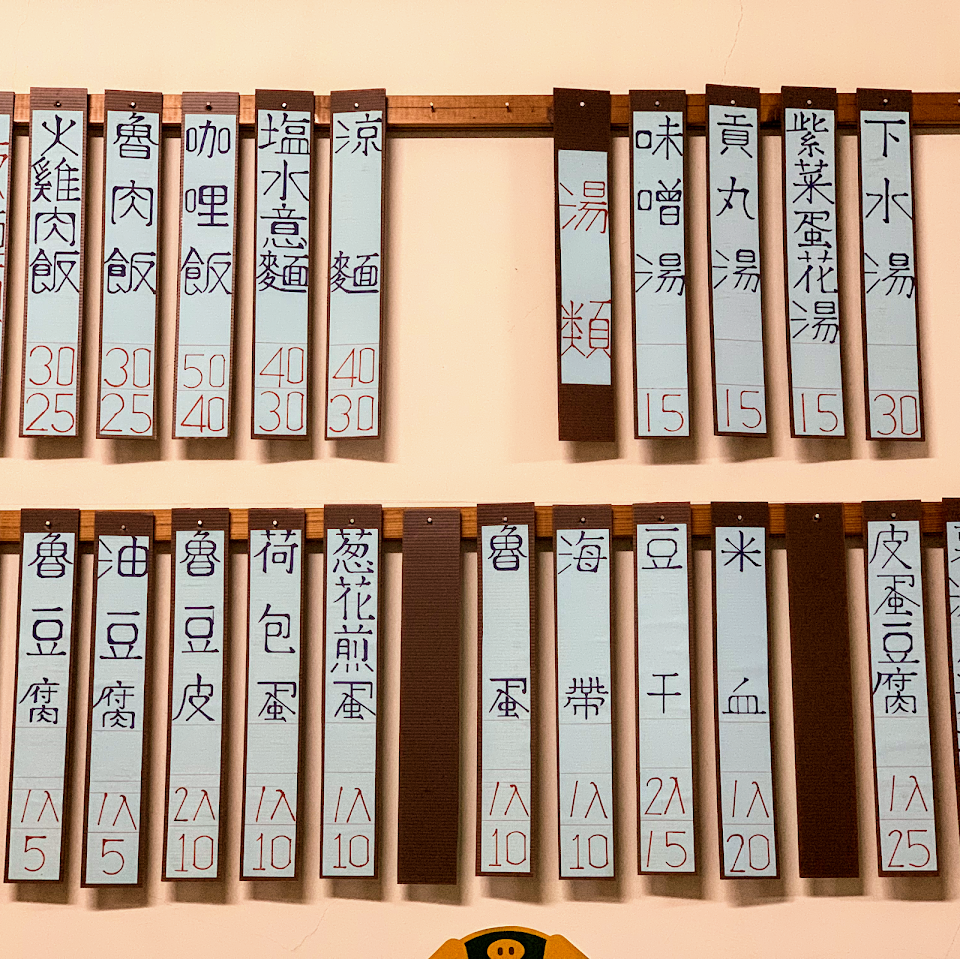 火雞肉飯 30 25
魯肉飯 30 25
咖哩飯 50 40
塩水意麵 40 30
涼麵 40 30
湯類
味噌湯 15
貢丸湯 15
紫菜蛋花湯 15
下水湯 30
魯豆腐 1入 5
油豆腐 1入 5
魯豆皮 2入 10
荷包蛋 1入 10
葱花煎蛋 1入 10
魯蛋 1入 10
海帶 1入 10
豆干 2入 15
米血 1入 20
皮蛋豆腐 1入 25